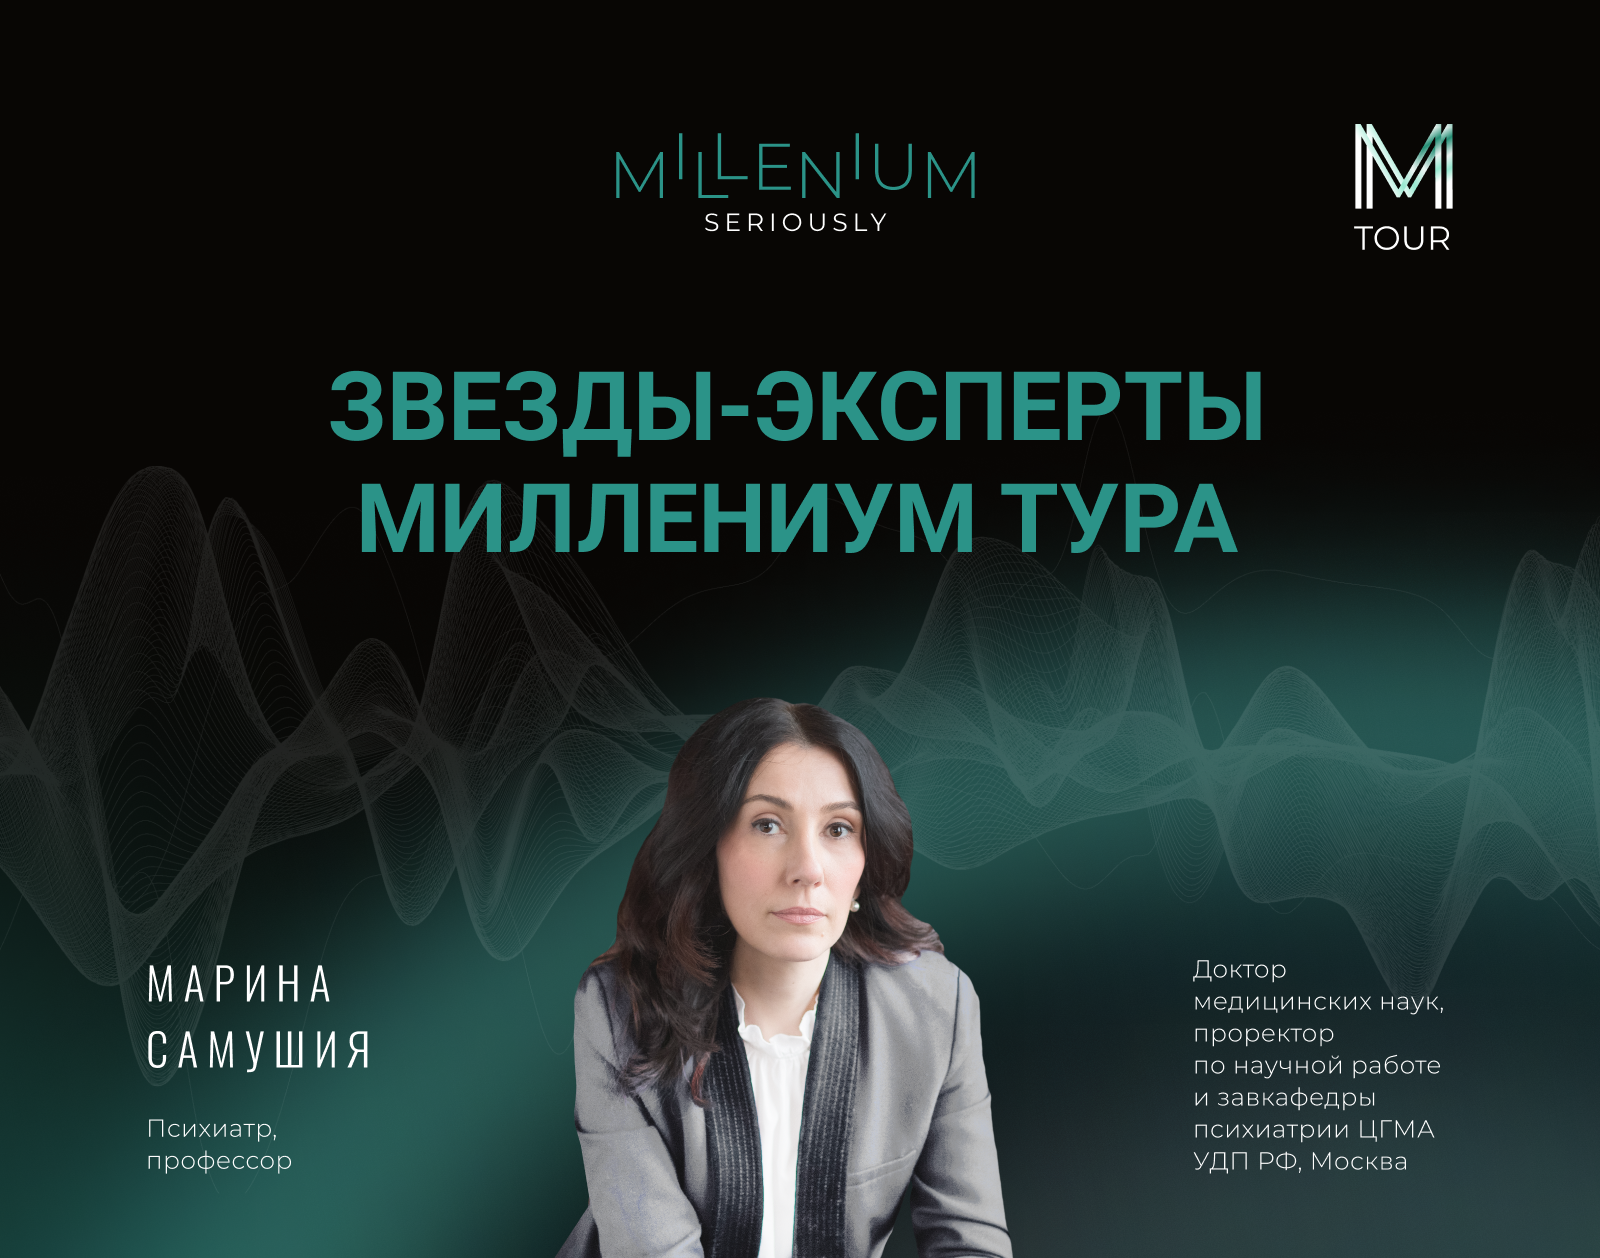 MILLENIUM
SERIOUSLY
M
TOUR
ЗВЕЗДЫ-ЭКСПЕРТЫ
МИЛЛЕНИУМ ТУРА
МАРИНА
САМУШИЯ
Психиатр,
профессор
Доктор
медицинских наук,
проректор
по научной работе
и завкафедры
психиатрии ЦГМА
УДП РФ, Москва